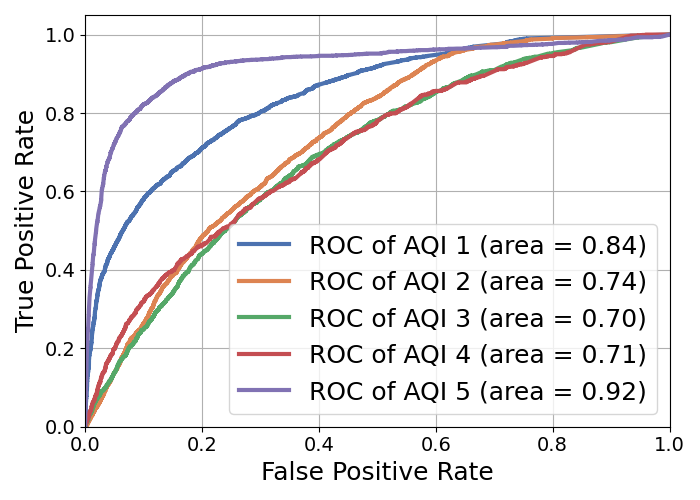 1.0
0.8
0.6
0.4
0.2
0.0
True Positive Rate
ROC of AQI 1 (area = 0.84)
ROC of AQI 2 (area = 0.74)
ROC of AQI 3 (area = 0.70)
ROC of AQI 4 (area = 0.71)
ROC of AQI 5 (area = 0.92)
0.0 0.2 0.4 0.6 0.8 1.0
False Positive Rate